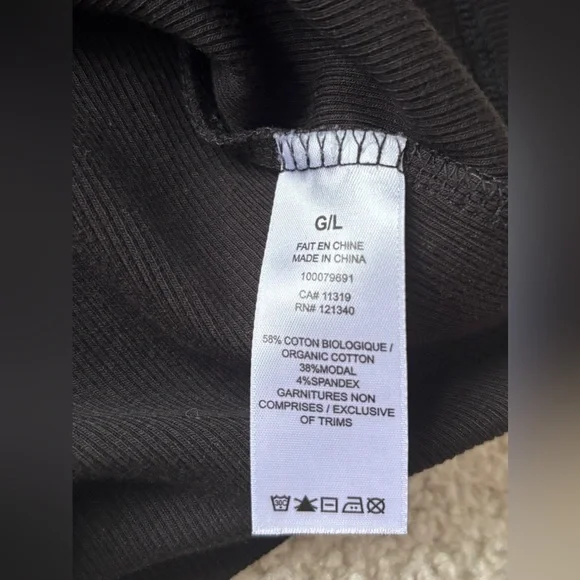 G/L
FAIT EN CHINE
MADE IN CHINA
100079691
CA# 11319
RN# 121340
58% COTON BIOLOGIQUE /
ORGANIC COTTON
38%MODAL
4%SPANDEX
GARNITURES NON
COMPRISES / EXCLUSIVE
OF TRIMS